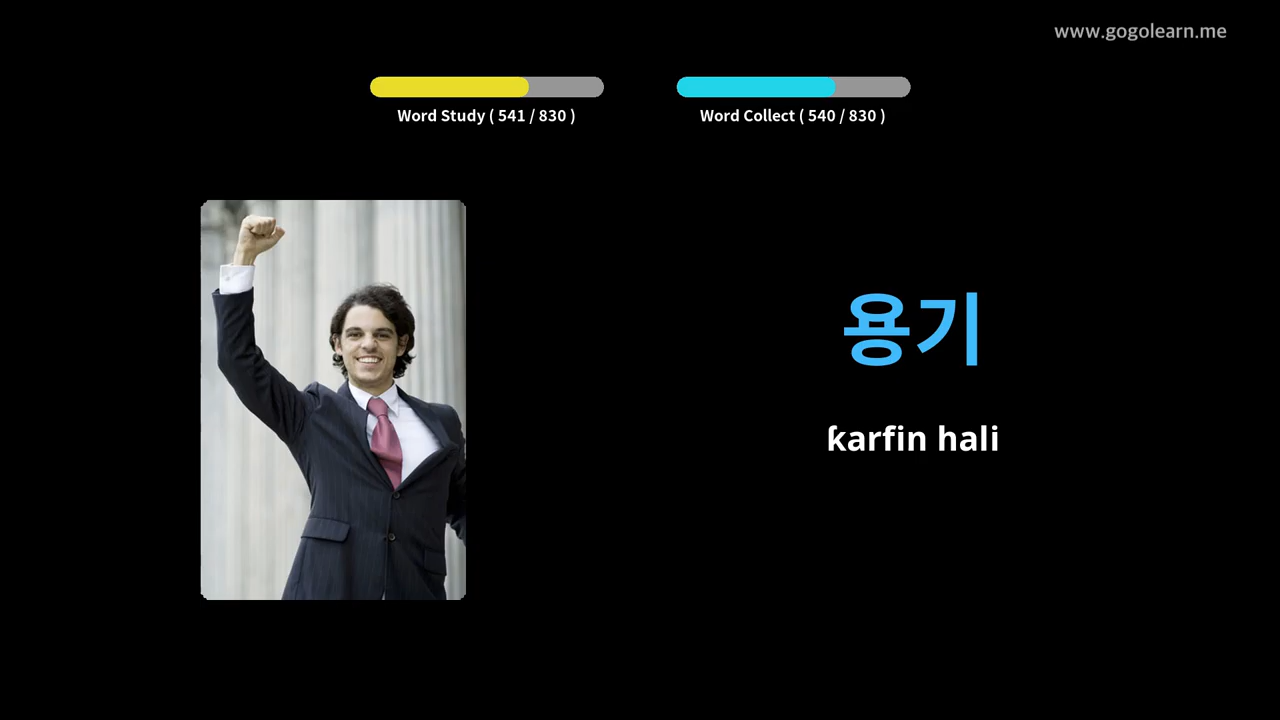 www.gogolearn.me
Word Study ( 541 / 830 )
Word Collect ( 540 / 830 )
용기
ƙarfin hali